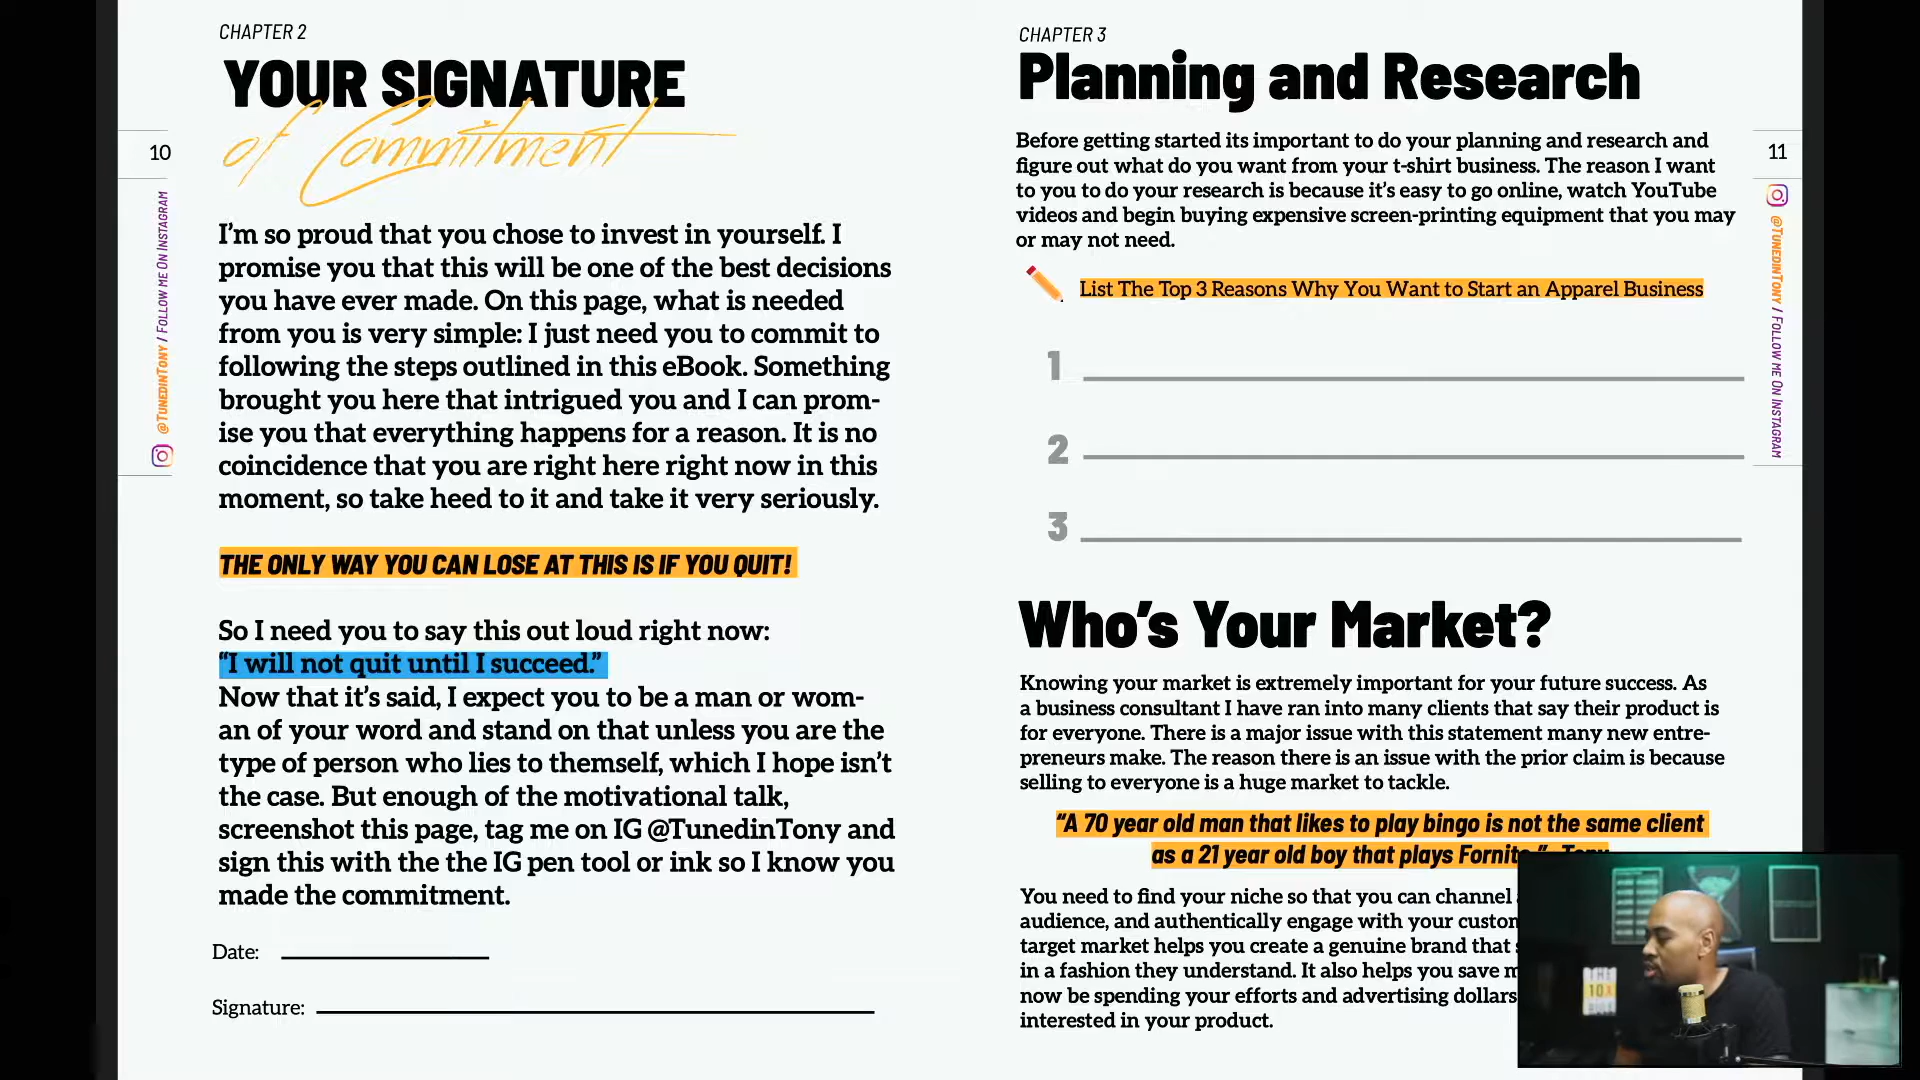 CHAPTER 2
YOUR SIGNATURE
of Commitment
10
@TUNEDINTONY / FOLLOW ME ON INSTAGRAM
I'm so proud that you chose to invest in yourself. I
promise you that this will be one of the best decisions
you have ever made. On this page, what is needed
from you is very simple: I just need you to commit to
following the steps outlined in this eBook. Something
brought you here that intrigued you and I can prom-
ise you that everything happens for a reason. It is no
coincidence that you are right here right now in this
moment, so take heed to it and take it very seriously.
THE ONLY WAY YOU CAN LOSE AT THIS IS IF YOU QUIT!
So I need you to say this out loud right now:
“I will not quit until I succeed.”
Now that it's said, I expect you to be a man or wom-
an of your word and stand on that unless you are the
type of person who lies to themself, which I hope isn't
the case. But enough of the motivational talk,
screenshot this page, tag me on IG @TunedinTony and
sign this with the the IG pen tool or ink so I know you
made the commitment.
Date:
Signature:
CHAPTER 3
Planning and Research
Before getting started its important to do your planning and research and
figure out what do you want from your t-shirt business. The reason I want
to you to do your research is because it's easy to go online, watch YouTube
videos and begin buying expensive screen-printing equipment that you may
or may not need.
List The Top 3 Reasons Why You Want to Start an Apparel Business
1
2
3
11
@TUNEDINTONY / FOLLOW ME ON INSTAGRAM
Who's Your Market?
Knowing your market is extremely important for your future success. As
a business consultant I have ran into many clients that say their product is
for everyone. There is a major issue with this statement many new entre-
preneurs make. The reason there is an issue with the prior claim is because
selling to everyone is a huge market to tackle.
“A 70 year old man that likes to play bingo is not the same client
as a 21 year old boy that plays Fornite.” -Tony
You need to find your niche so that you can channel
audience, and authentically engage with your
target market helps you create a genuine brand that
in a fashion they understand. It also helps you save
now be spending your efforts and advertising dollars
interested in your product.
THE
10X